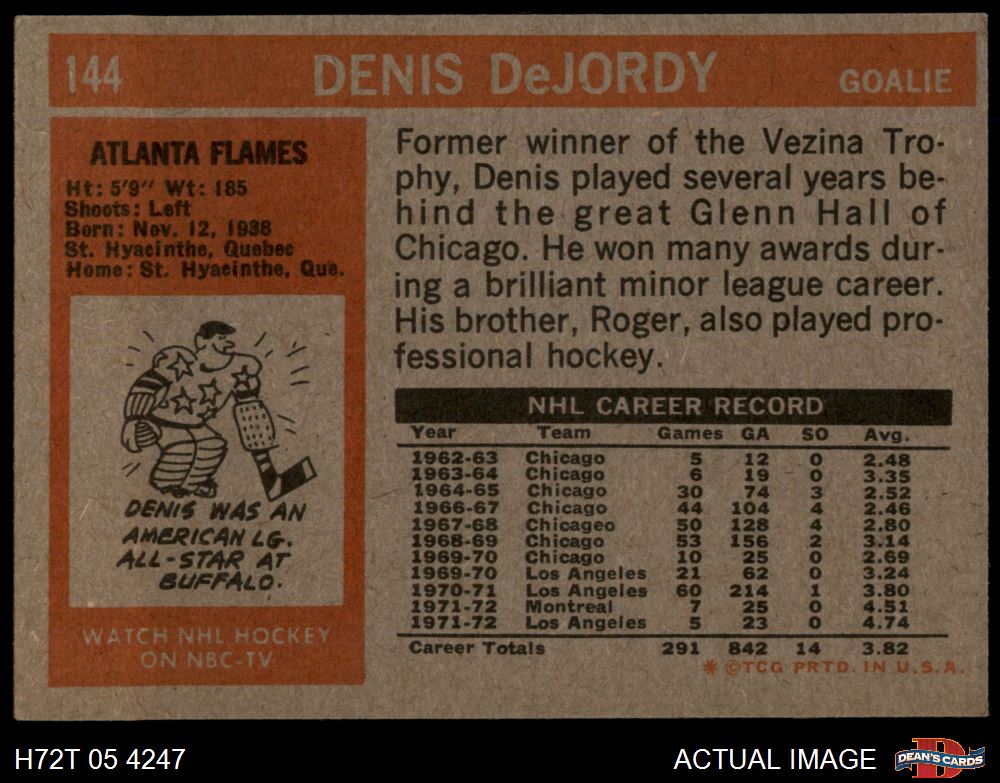 144 DENIS DeJORDY GOALIE
ATLANTA FLAMES
Ht: 5'9" Wt: 185
Shoots: Left
Born: Nov. 12, 1938
St. Hyacinthe, Quebec
Home: St. Hyacinthe, Que.
DENIS WAS AN
AMERICAN LG.
ALL-STAR AT
BUFFALO.
WATCH NHL HOCKEY
ON NBC-TV
Former winner of the Vezina Tro-
phy, Denis played several years be-
hind the great Glenn Hall of
Chicago. He won many awards dur-
ing a brilliant minor league career.
His brother, Roger, also played pro-
fessional hockey.
NHL CAREER RECORD
Year Team Games GA SO Avg.
1962-63 Chicago 5 12 0 2.48
1963-64 Chicago 6 19 0 3.35
1964-65 Chicago 30 74 3 2.52
1966-67 Chicago 44 104 4 2.46
1967-68 Chicageo 50 128 4 2.80
1968-69 Chicago 53 156 2 3.14
1969-70 Chicago 10 25 0 2.69
1969-70 Los Angeles 21 62 0 3.24
1970-71 Los Angeles 60 214 1 3.80
1971-72 Montreal 7 25 0 4.51
1971-72 Los Angeles 5 23 0 4.74
Career Totals 291 842 14 3.82
* ©TCG PRTD. IN U.S.A.
H72T 05 4247 ACTUAL IMAGE D DEAN'S CARDS